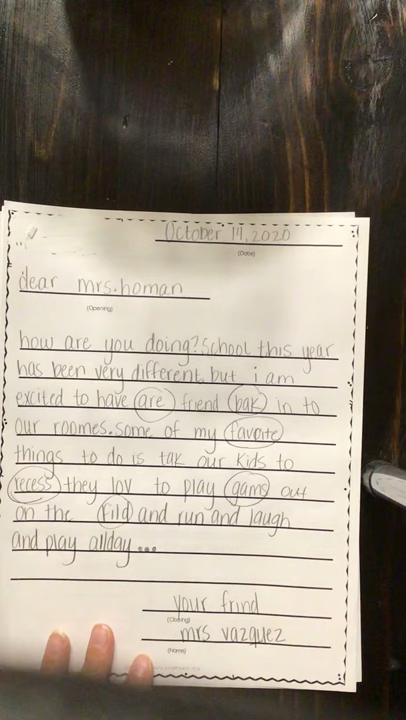 October 14, 2020
(Date)
dear mrs.homan
(Opening)
how are you doing? School this year
has been very different. but i am
excited to have are friend bak in to
our roomes. some of my favorite
things to do is tak our kids to
recess they lov to play gams out
on the fild and run and laugh
and play allday...
your frind
(Closing)
mrs vazquez
(Name)